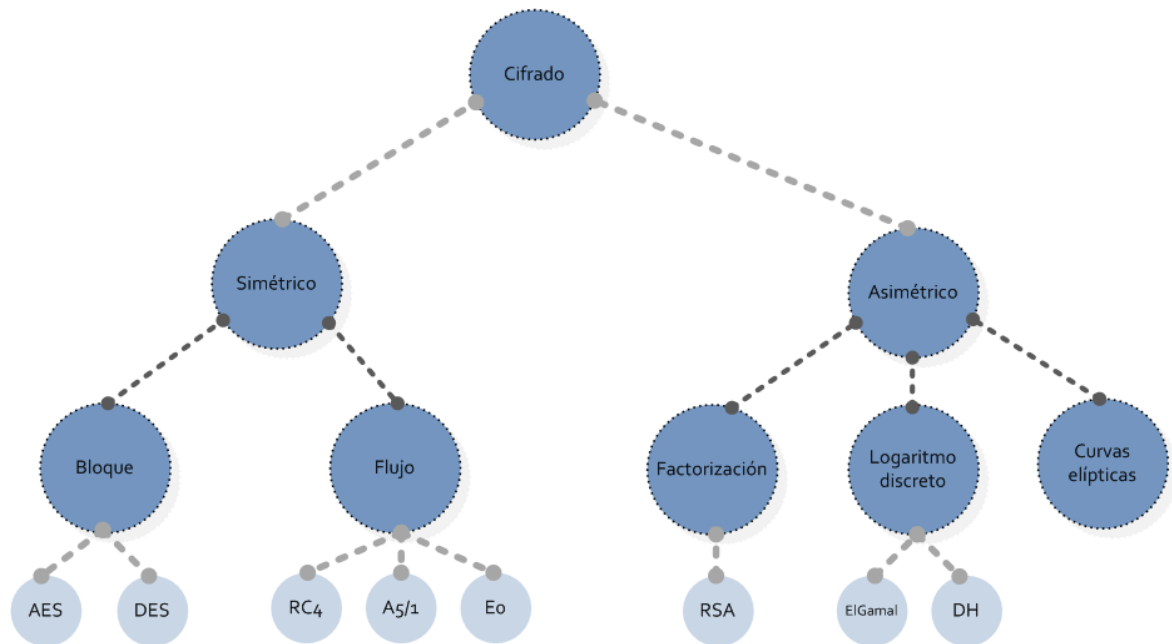 Cifrado
Simétrico
Asimétrico
Bloque
Flujo
Factorización
Logaritmo
discreto
Curvas
elípticas
AES
DES
RC4
A5/1
E0
RSA
ElGamal
DH